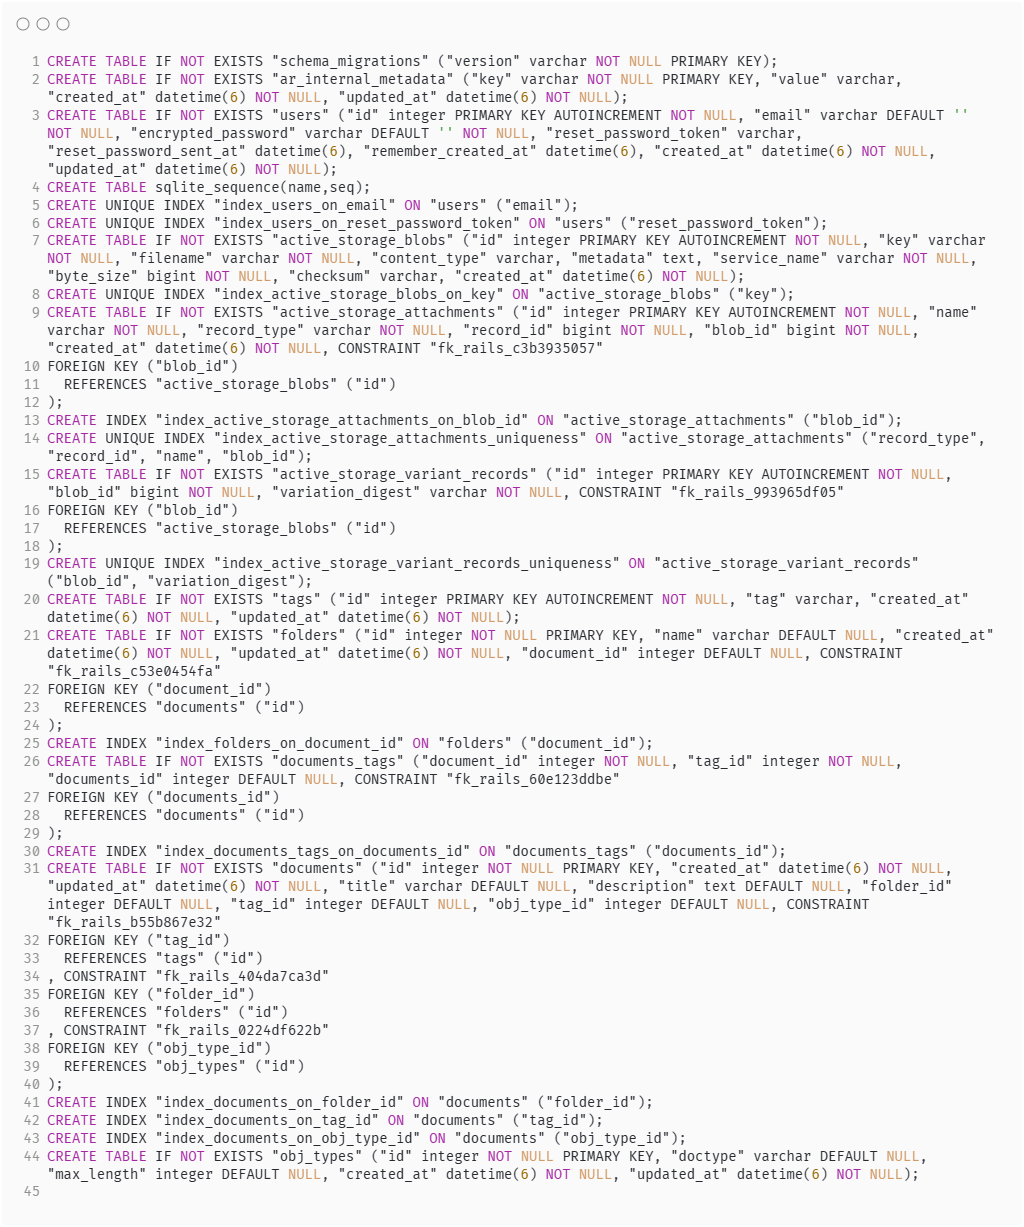 1 CREATE TABLE IF NOT EXISTS "schema_migrations" ("version" varchar NOT NULL PRIMARY KEY);
2 CREATE TABLE IF NOT EXISTS "ar_internal_metadata" ("key" varchar NOT NULL PRIMARY KEY, "value" varchar,
"created_at" datetime(6) NOT NULL, "updated_at" datetime(6) NOT NULL);
3 CREATE TABLE IF NOT EXISTS "users" ("id" integer PRIMARY KEY AUTOINCREMENT NOT NULL, "email" varchar DEFAULT ''
NOT NULL, "encrypted_password" varchar DEFAULT '' NOT NULL, "reset_password_token" varchar,
"reset_password_sent_at" datetime(6), "remember_created_at" datetime(6), "created_at" datetime(6) NOT NULL,
"updated_at" datetime(6) NOT NULL);
4 CREATE TABLE sqlite_sequence(name,seq);
5 CREATE UNIQUE INDEX "index_users_on_email" ON "users" ("email");
6 CREATE UNIQUE INDEX "index_users_on_reset_password_token" ON "users" ("reset_password_token");
7 CREATE TABLE IF NOT EXISTS "active_storage_blobs" ("id" integer PRIMARY KEY AUTOINCREMENT NOT NULL, "key" varchar
NOT NULL, "filename" varchar NOT NULL, "content_type" varchar, "metadata" text, "service_name" varchar NOT NULL,
"byte_size" bigint NOT NULL, "checksum" varchar, "created_at" datetime(6) NOT NULL);
8 CREATE UNIQUE INDEX "index_active_storage_blobs_on_key" ON "active_storage_blobs" ("key");
9 CREATE TABLE IF NOT EXISTS "active_storage_attachments" ("id" integer PRIMARY KEY AUTOINCREMENT NOT NULL, "name"
varchar NOT NULL, "record_type" varchar NOT NULL, "record_id" bigint NOT NULL, "blob_id" bigint NOT NULL,
"created_at" datetime(6) NOT NULL, CONSTRAINT "fk_rails_c3b3935057"
10 FOREIGN KEY ("blob_id")
11   REFERENCES "active_storage_blobs" ("id")
12 );
13 CREATE INDEX "index_active_storage_attachments_on_blob_id" ON "active_storage_attachments" ("blob_id");
14 CREATE UNIQUE INDEX "index_active_storage_attachments_uniqueness" ON "active_storage_attachments" ("record_type",
"record_id", "name", "blob_id");
15 CREATE TABLE IF NOT EXISTS "active_storage_variant_records" ("id" integer PRIMARY KEY AUTOINCREMENT NOT NULL,
"blob_id" bigint NOT NULL, "variation_digest" varchar NOT NULL, CONSTRAINT "fk_rails_993965df05"
16 FOREIGN KEY ("blob_id")
17   REFERENCES "active_storage_blobs" ("id")
18 );
19 CREATE UNIQUE INDEX "index_active_storage_variant_records_uniqueness" ON "active_storage_variant_records"
("blob_id", "variation_digest");
20 CREATE TABLE IF NOT EXISTS "tags" ("id" integer PRIMARY KEY AUTOINCREMENT NOT NULL, "tag" varchar, "created_at"
datetime(6) NOT NULL, "updated_at" datetime(6) NOT NULL);
21 CREATE TABLE IF NOT EXISTS "folders" ("id" integer NOT NULL PRIMARY KEY, "name" varchar DEFAULT NULL, "created_at"
datetime(6) NOT NULL, "updated_at" datetime(6) NOT NULL, "document_id" integer DEFAULT NULL, CONSTRAINT
"fk_rails_c53e0454fa"
22 FOREIGN KEY ("document_id")
23   REFERENCES "documents" ("id")
24 );
25 CREATE INDEX "index_folders_on_document_id" ON "folders" ("document_id");
26 CREATE TABLE IF NOT EXISTS "documents_tags" ("document_id" integer NOT NULL, "tag_id" integer NOT NULL,
"documents_id" integer DEFAULT NULL, CONSTRAINT "fk_rails_60e123ddbe"
27 FOREIGN KEY ("documents_id")
28   REFERENCES "documents" ("id")
29 );
30 CREATE INDEX "index_documents_tags_on_documents_id" ON "documents_tags" ("documents_id");
31 CREATE TABLE IF NOT EXISTS "documents" ("id" integer NOT NULL PRIMARY KEY, "created_at" datetime(6) NOT NULL,
"updated_at" datetime(6) NOT NULL, "title" varchar DEFAULT NULL, "description" text DEFAULT NULL, "folder_id"
integer DEFAULT NULL, "tag_id" integer DEFAULT NULL, "obj_type_id" integer DEFAULT NULL, CONSTRAINT
"fk_rails_b55b867e32"
32 FOREIGN KEY ("tag_id")
33   REFERENCES "tags" ("id")
34 , CONSTRAINT "fk_rails_404da7ca3d"
35 FOREIGN KEY ("folder_id")
36   REFERENCES "folders" ("id")
37 , CONSTRAINT "fk_rails_0224df622b"
38 FOREIGN KEY ("obj_type_id")
39   REFERENCES "obj_types" ("id")
40 );
41 CREATE INDEX "index_documents_on_folder_id" ON "documents" ("folder_id");
42 CREATE INDEX "index_documents_on_tag_id" ON "documents" ("tag_id");
43 CREATE INDEX "index_documents_on_obj_type_id" ON "documents" ("obj_type_id");
44 CREATE TABLE IF NOT EXISTS "obj_types" ("id" integer NOT NULL PRIMARY KEY, "doctype" varchar DEFAULT NULL,
"max_length" integer DEFAULT NULL, "created_at" datetime(6) NOT NULL, "updated_at" datetime(6) NOT NULL);
45